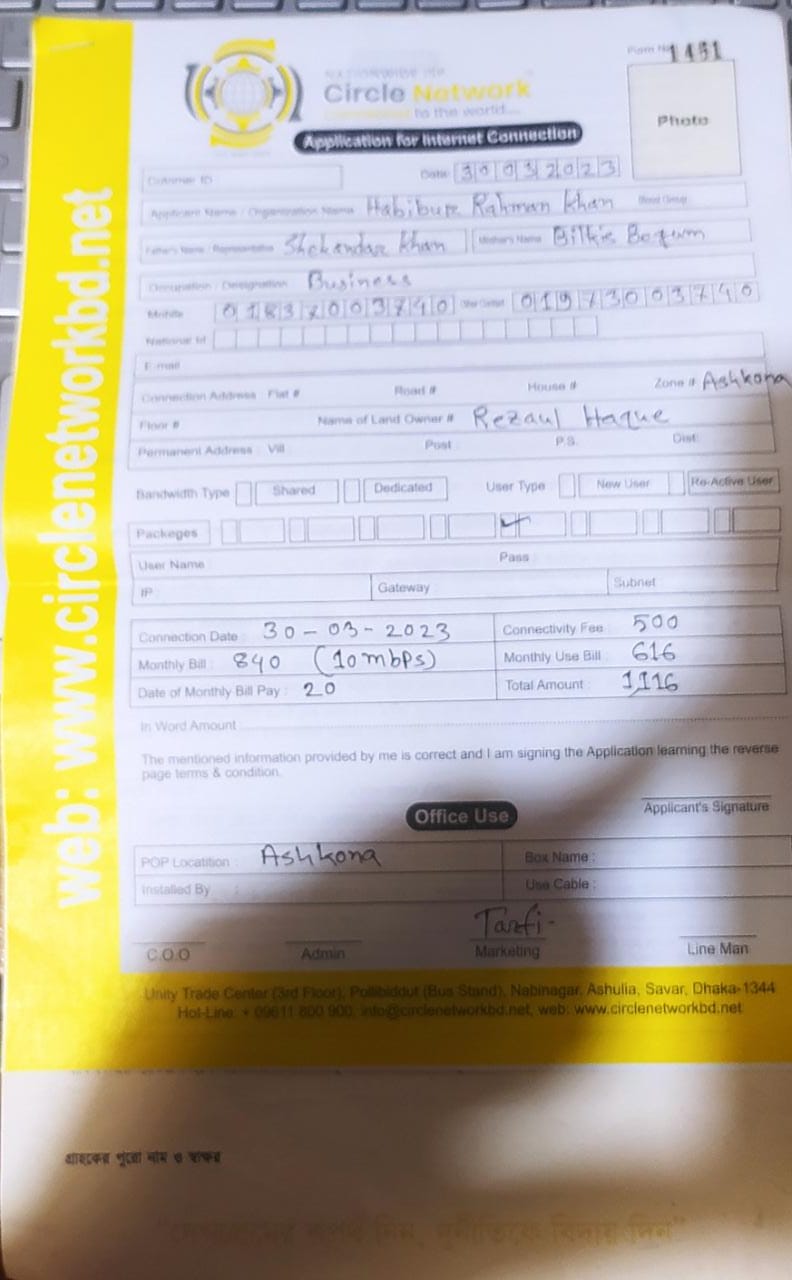 Form No 1451
Circle Network
to the world....
Photo
Application for Internet Connection
Customer ID
Date 30032023
Applicant Name / Organization Name Habibur Rahman Khan Blood Group
Father's Name / Representative Shekandar Khan Mother's Name Bilkis Begum
Occupation / Designation Business
Mobile 01837003740 01973003740
National Id
E-mail
Connection Address Flat # Road # House # Zone # Ashkona
Floor # Name of Land Owner # Rezaul Haque
Permanent Address : Vill Post : P.S. Dist:
Bandwidth Type Shared Dedicated User Type New User Re-Active User
Packeges
User Name Pass
IP Gateway Subnet
Connection Date : 30-03-2023 Connectivity Fee : 500
Monthly Bill : 840 (10mbps) Monthly Use Bill : 616
Date of Monthly Bill Pay : 20 Total Amount : 1,116
In Word Amount :
The mentioned information provided by me is correct and I am signing the Application learning the reverse
page terms & condition.
Applicant's Signature
Office Use
POP Locatition : Ashkona Box Name :
Installed By : Use Cable :
Tarfi-
C.O.O Admin Marketing Line Man
Unity Trade Center (3rd Floor), Pollibiddut (Bus Stand), Nabinagar, Ashulia, Savar, Dhaka-1344
Hot-Line: + 09611 800 900, info@circlenetworkbd.net, web: www.circlenetworkbd.net
web: www.circlenetworkbd.net
গ্রাহকের পুরো নাম ও স্বাক্ষর